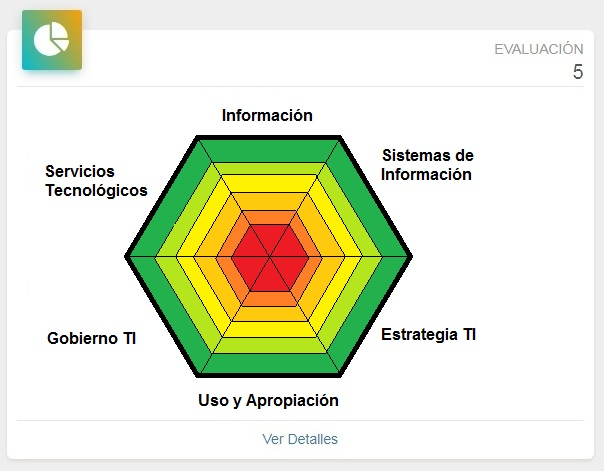 EVALUACIÓN
5
Información
Sistemas de
Información
Servicios
Tecnológicos
Gobierno TI
Estrategia TI
Uso y Apropiación
Ver Detalles